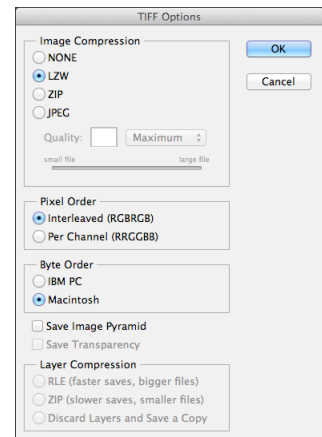 TIFF Options
Image Compression
NONE
LZW
ZIP
JPEG
Quality: Maximum
small file large file
OK
Cancel
Pixel Order
Interleaved (RGBRGB)
Per Channel (RRGGBB)
Byte Order
IBM PC
Macintosh
Save Image Pyramid
Save Transparency
Layer Compression
RLE (faster saves, bigger files)
ZIP (slower saves, smaller files)
Discard Layers and Save a Copy